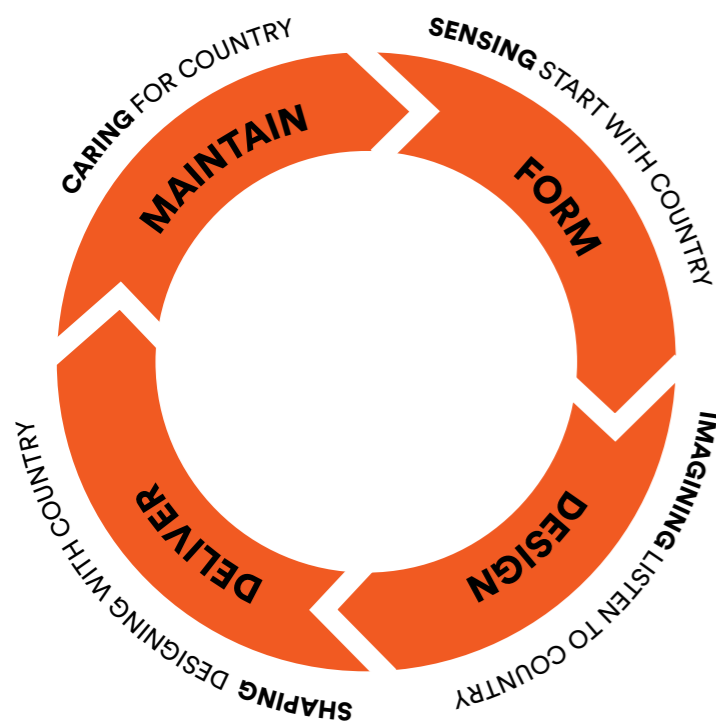 SENSING START WITH COUNTRY
FORM
IMAGINING LISTEN TO COUNTRY
DESIGN
SHAPING DESIGNING WITH COUNTRY
DELIVER
CARING FOR COUNTRY
MAINTAIN